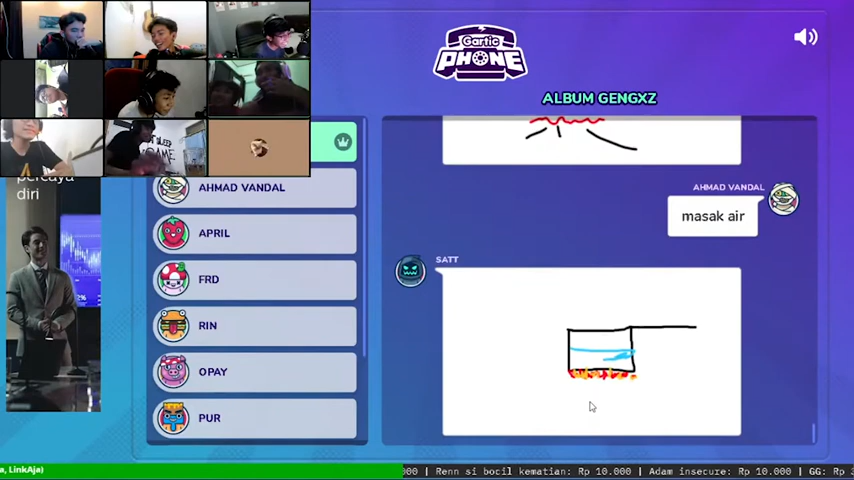 Gartic
PHONE
ALBUM GENGXZ
diri
AHMAD VANDAL
APRIL
FRD
RIN
OPAY
PUR
AHMAD VANDAL
masak air
SATT
a, LinkAja)
000 | Renn si bocil kematian: Rp 10.000 | Adam insecure: Rp 10.000 | GG: Rp